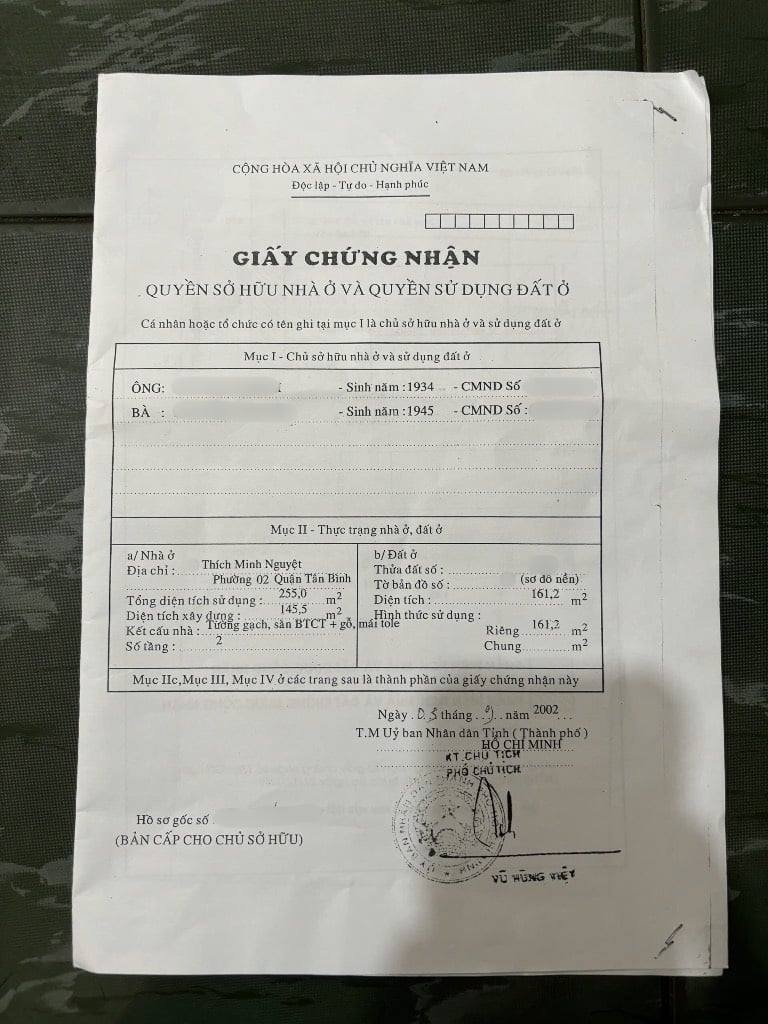 CỘNG HÒA XÃ HỘI CHỦ NGHĨA VIỆT NAM
Độc lập - Tự do - Hạnh phúc
GIẤY CHỨNG NHẬN
QUYỀN SỞ HỮU NHÀ Ở VÀ QUYỀN SỬ DỤNG ĐẤT Ở
Cá nhân hoặc tổ chức có tên ghi tại mục I là chủ sở hữu nhà ở và sử dụng đất ở
Mục I - Chủ sở hữu nhà ở và sử dụng đất ở
ÔNG: - Sinh năm :1934 - CMND Số
BÀ : - Sinh năm :1945 - CMND Số :
Mục II - Thực trạng nhà ở, đất ở
a/ Nhà ở
Địa chỉ : Thích Minh Nguyệt
Phường 02 Quận Tân Bình
Tổng diện tích sử dụng : 255,0 m2
Diện tích xây dựng : 145,5 m2
Kết cấu nhà : Tường gạch, sàn BTCT + gỗ, mái tole
Số tầng : 2
b/ Đất ở
Thửa đất số :
Tờ bản đồ số : (sơ đồ nền)
Diện tích : 161,2 m2
Hình thức sử dụng :
Riêng 161,2 m2
Chung m2
Mục IIc,Mục III, Mục IV ở các trang sau là thành phần của giấy chứng nhận này
Ngày 05 tháng 9 năm 2002
T.M Uỷ ban Nhân dân Tỉnh ( Thành phố )
HỒ CHÍ MINH
KT.CHỦ TỊCH
PHÓ CHỦ TỊCH
Hồ sơ gốc số
(BẢN CẤP CHO CHỦ SỞ HỮU)
VŨ HÙNG VIỆT